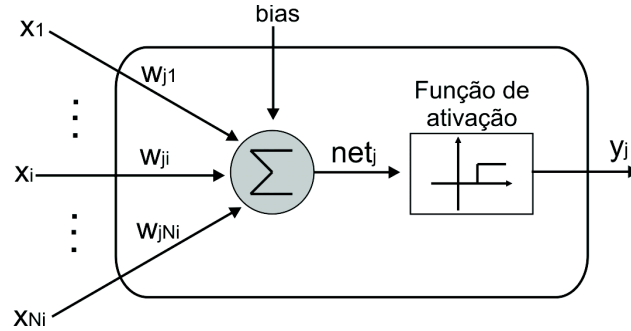 bias
x1
wj1
Função de
ativação
xi
wji
Σ
netj
yj
wjNi
xNi